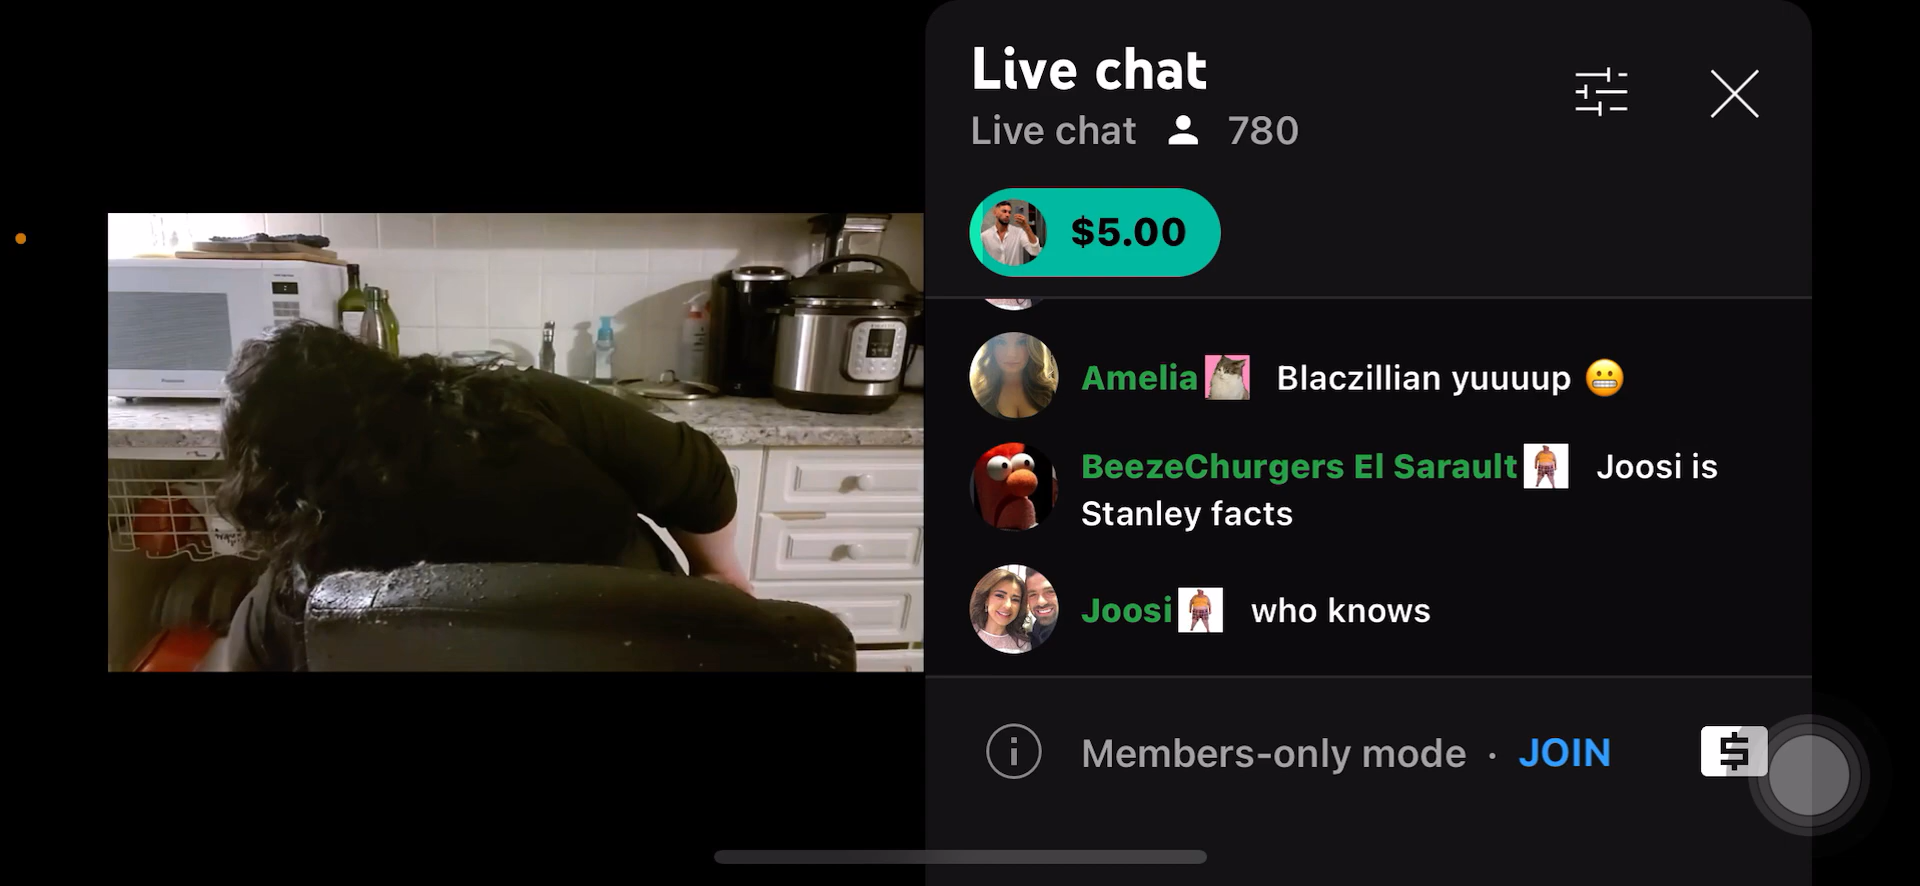 Live chat
Live chat 780
$5.00
Amelia Blaczillian yuuuup 😬
BeezeChurgers El Sarault Joosi is
Stanley facts
Joosi who knows
Members-only mode · JOIN
Panasonic